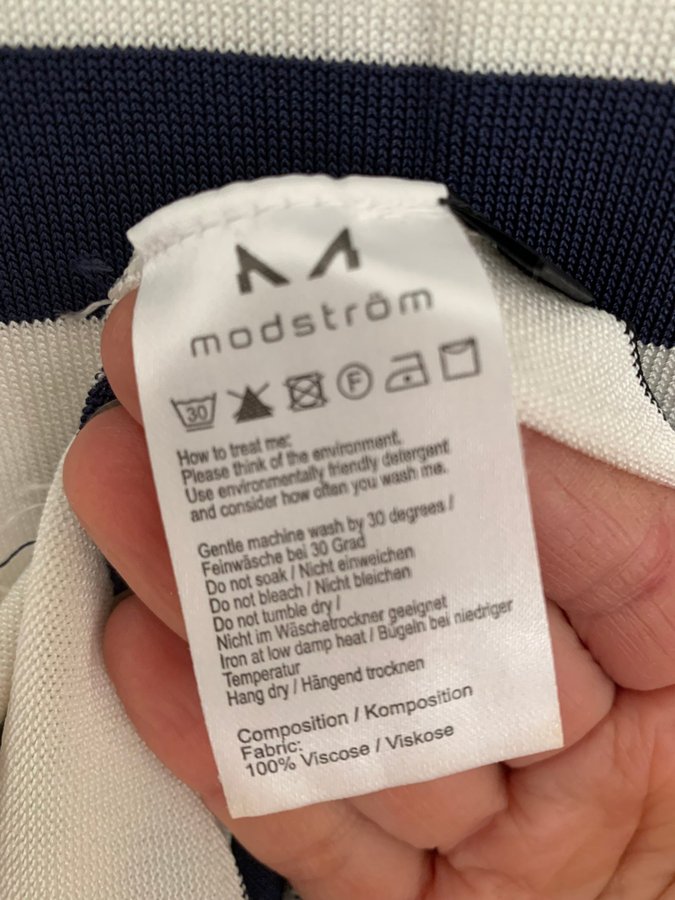 modström
30
F
How to treat me:
Please think of the environment.
Use environmentally friendly detergent
and consider how often you wash me.
Gentle machine wash by 30 degrees /
Feinwäsche bei 30 Grad
Do not soak / Nicht einweichen
Do not bleach / Nicht bleichen
Do not tumble dry /
Nicht im Wäschetrockner geeignet
Iron at low damp heat / Bügeln bei niedriger
Temperatur
Hang dry / Hängend trocknen
Composition / Komposition
Fabric:
100% Viscose / Viskose